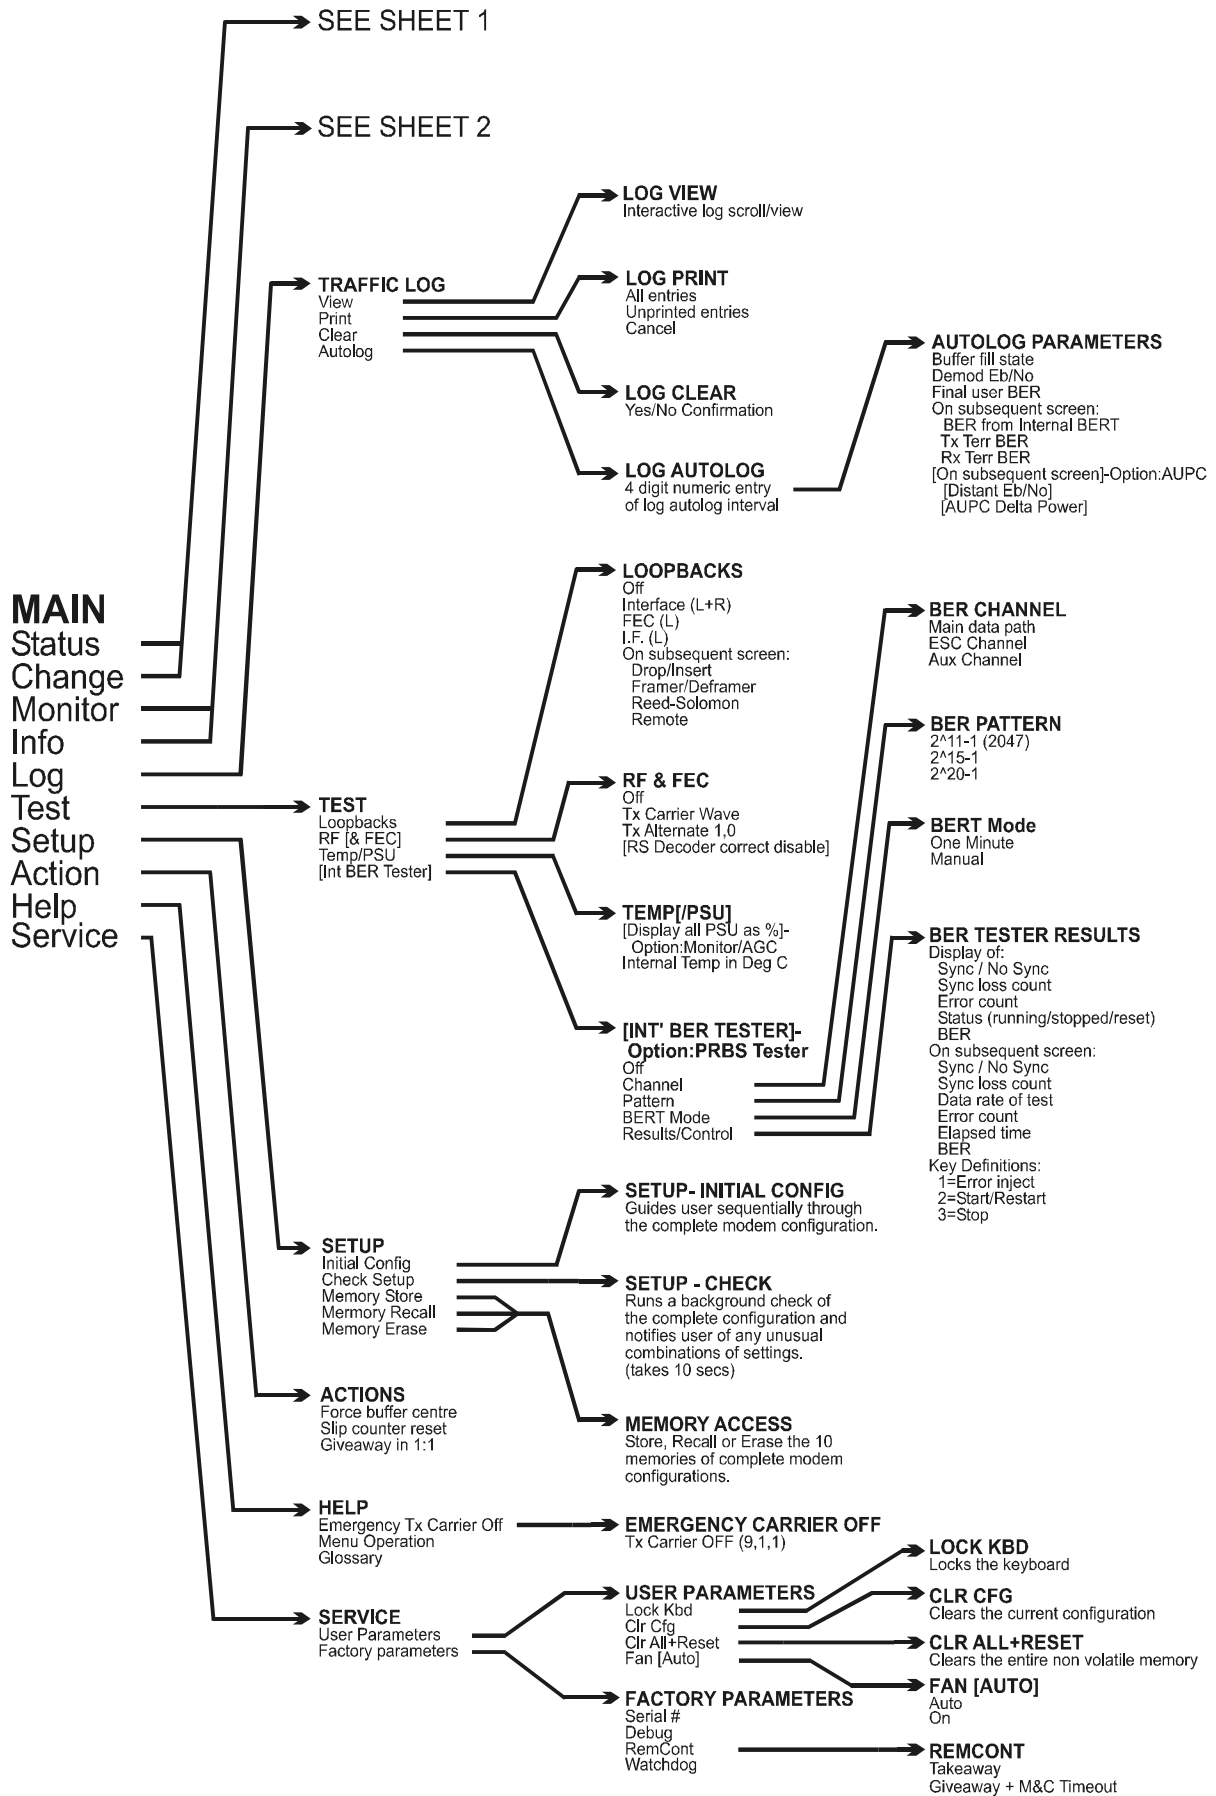 SEE SHEET 1
SEE SHEET 2
MAIN
Status
Change
Monitor
Info
Log
Test
Setup
Action
Help
Service
TRAFFIC LOG
View
Print
Clear
Autolog
LOG VIEW
Interactive log scroll/view
LOG PRINT
All entries
Unprinted entries
Cancel
LOG CLEAR
Yes/No Confirmation
LOG AUTOLOG
4 digit numeric entry
of log autolog interval
AUTOLOG PARAMETERS
Buffer fill state
Demod Eb/No
Final user BER
On subsequent screen:
BER from Internal BERT
Tx Terr BER
Rx Terr BER
[On subsequent screen]-Option:AUPC
[Distant Eb/No]
[AUPC Delta Power]
TEST
Loopbacks
RF [& FEC]
Temp/PSU
[Int BER Tester]
LOOPBACKS
Off
Interface (L+R)
FEC (L)
I.F. (L)
On subsequent screen:
Drop/Insert
Framer/Deframer
Reed-Solomon
Remote
RF & FEC
Off
Tx Carrier Wave
Tx Alternate 1,0
[RS Decoder correct disable]
TEMP[/PSU]
[Display all PSU as %]-
Option:Monitor/AGC
Internal Temp in Deg C
[INT' BER TESTER]-
Option:PRBS Tester
Off
Channel
Pattern
BERT Mode
Results/Control
BER CHANNEL
Main data path
ESC Channel
Aux Channel
BER PATTERN
2^11-1 (2047)
2^15-1
2^20-1
BERT Mode
One Minute
Manual
BER TESTER RESULTS
Display of:
Sync / No Sync
Sync loss count
Error count
Status (running/stopped/reset)
BER
On subsequent screen:
Sync / No Sync
Sync loss count
Data rate of test
Error count
Elapsed time
BER
Key Definitions:
1=Error inject
2=Start/Restart
3=Stop
SETUP
Initial Config
Check Setup
Memory Store
Mermory Recall
Memory Erase
SETUP- INITIAL CONFIG
Guides user sequentially through
the complete modem configuration.
SETUP - CHECK
Runs a background check of
the complete configuration and
notifies user of any unusual
combinations of settings.
(takes 10 secs)
MEMORY ACCESS
Store, Recall or Erase the 10
memories of complete modem
configurations.
ACTIONS
Force buffer centre
Slip counter reset
Giveaway in 1:1
HELP
Emergency Tx Carrier Off
Menu Operation
Glossary
EMERGENCY CARRIER OFF
Tx Carrier OFF (9,1,1)
SERVICE
User Parameters
Factory parameters
USER PARAMETERS
Lock Kbd
Clr Cfg
Clr All+Reset
Fan [Auto]
LOCK KBD
Locks the keyboard
CLR CFG
Clears the current configuration
CLR ALL+RESET
Clears the entire non volatile memory
FAN [AUTO]
Auto
On
FACTORY PARAMETERS
Serial #
Debug
RemCont
Watchdog
REMCONT
Takeaway
Giveaway + M&C Timeout